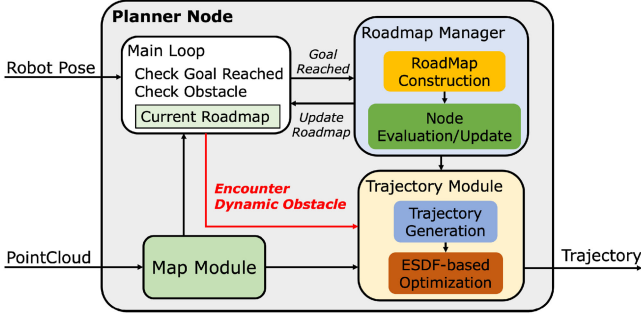 Planner Node
Robot Pose
Main Loop
Check Goal Reached
Check Obstacle
Current Roadmap
Goal
Reached
Update
Roadmap
Roadmap Manager
RoadMap
Construction
Node
Evaluation/Update
Encounter
Dynamic Obstacle
Trajectory Module
Trajectory
Generation
ESDF-based
Optimization
PointCloud
Map Module
Trajectory